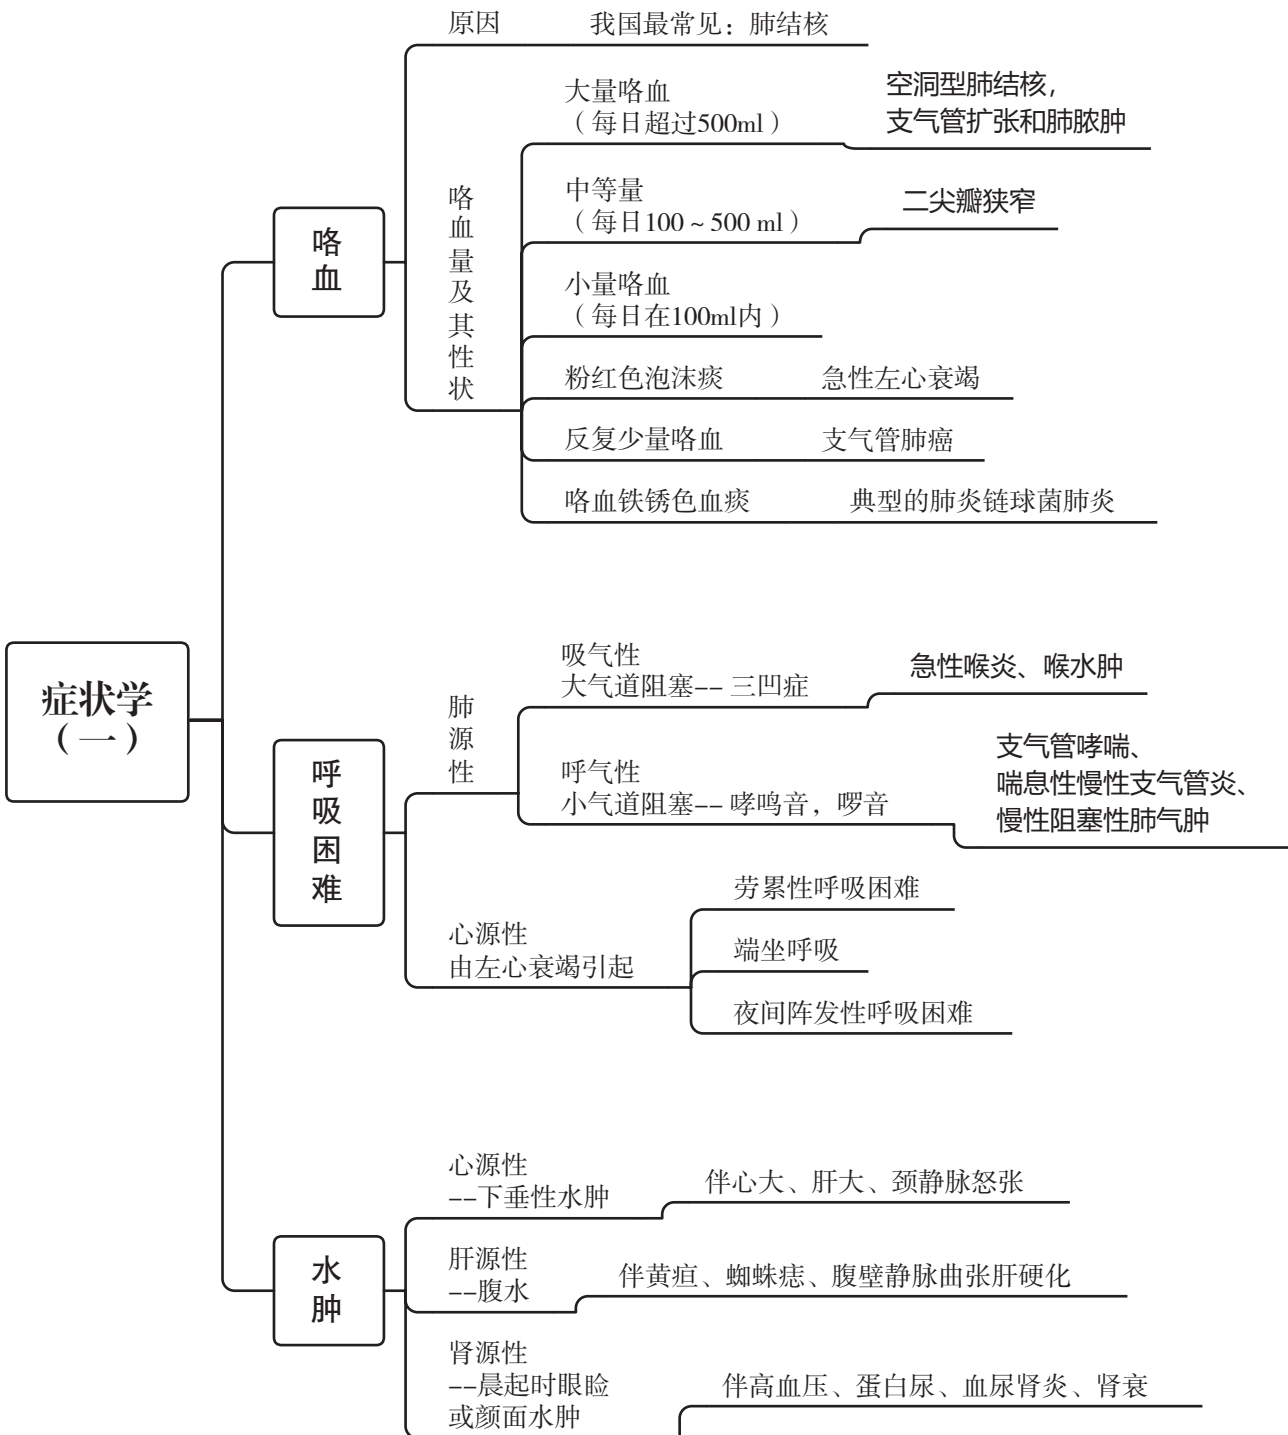 症状学
（一）
咯血
原因 我国最常见：肺结核
咯血量及其性状
大量咯血
（每日超过500ml）
空洞型肺结核，
支气管扩张和肺脓肿
中等量
（每日100 ~ 500 ml）
二尖瓣狭窄
小量咯血
（每日在100ml内）
粉红色泡沫痰 急性左心衰竭
反复少量咯血 支气管肺癌
咯血铁锈色血痰 典型的肺炎链球菌肺炎
呼吸困难
肺源性
吸气性
大气道阻塞-- 三凹症
急性喉炎、喉水肿
呼气性
小气道阻塞-- 哮鸣音，啰音
支气管哮喘、
喘息性慢性支气管炎、
慢性阻塞性肺气肿
心源性
由左心衰竭引起
劳累性呼吸困难
端坐呼吸
夜间阵发性呼吸困难
水肿
心源性
--下垂性水肿
伴心大、肝大、颈静脉怒张
肝源性
--腹水
伴黄疸、蜘蛛痣、腹壁静脉曲张肝硬化
肾源性
--晨起时眼睑
或颜面水肿
伴高血压、蛋白尿、血尿肾炎、肾衰